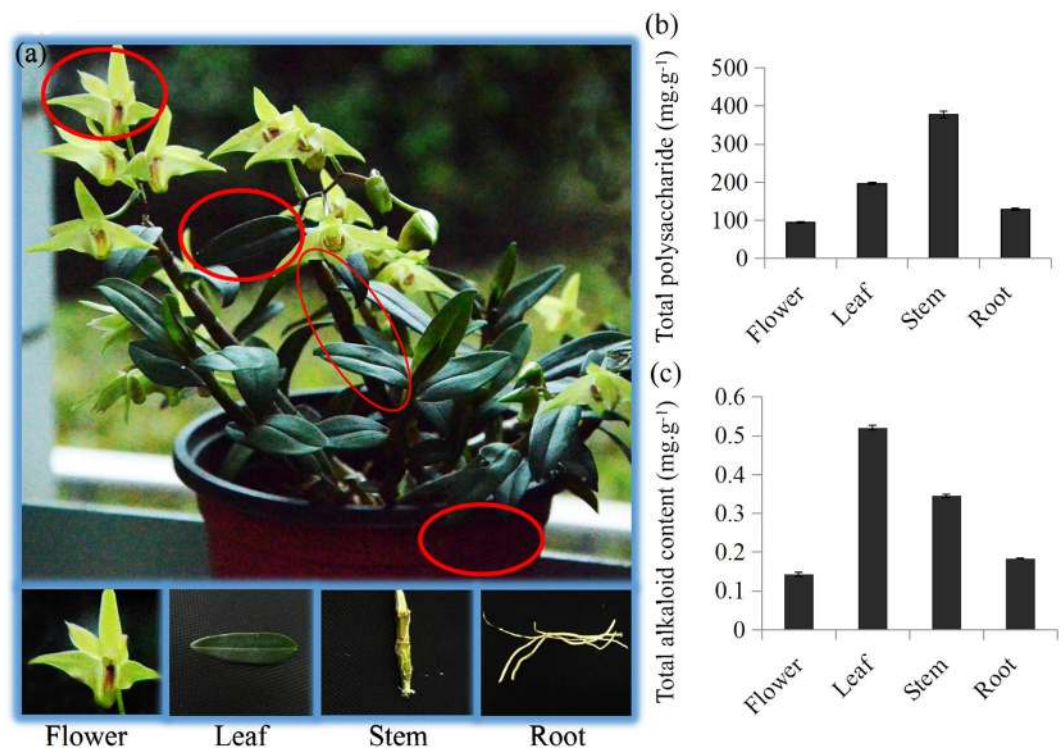 (a)
Flower Leaf Stem Root
(b)
Total polysaccharide (mg.g-1)
500
400
300
200
100
0
Flower Leaf Stem Root
(c)
Total alkaloid content (mg.g-1)
0.6
0.5
0.4
0.3
0.2
0.1
0
Flower Leaf Stem Root